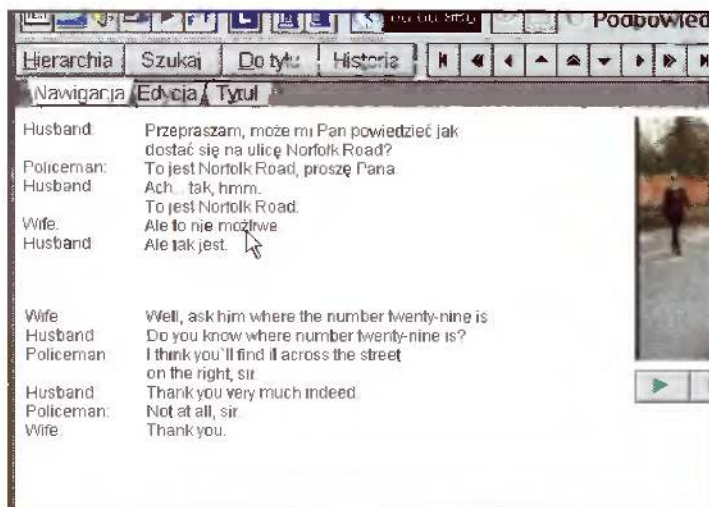 TEXT
L
Podpowied
Hierarchia Szukaj Do tyłu Historia
Nawigacja Edycja Tytuł
Husband: Przepraszam, może mi Pan powiedzieć jak
dostać się na ulicę Norfolk Road?
Policeman: To jest Norfolk Road, proszę Pana.
Husband Ach... tak, hmm.
To jest Norfolk Road.
Wife. Ale to nie możliwe
Husband Ale tak jest.
Wife Well, ask him where the number twenty-nine is
Husband Do you know where number twenty-nine is?
Policeman I think you`ll find it across the street
on the right, sir
Husband Thank you very much indeed.
Policeman: Not at all, sir.
Wife. Thank you.